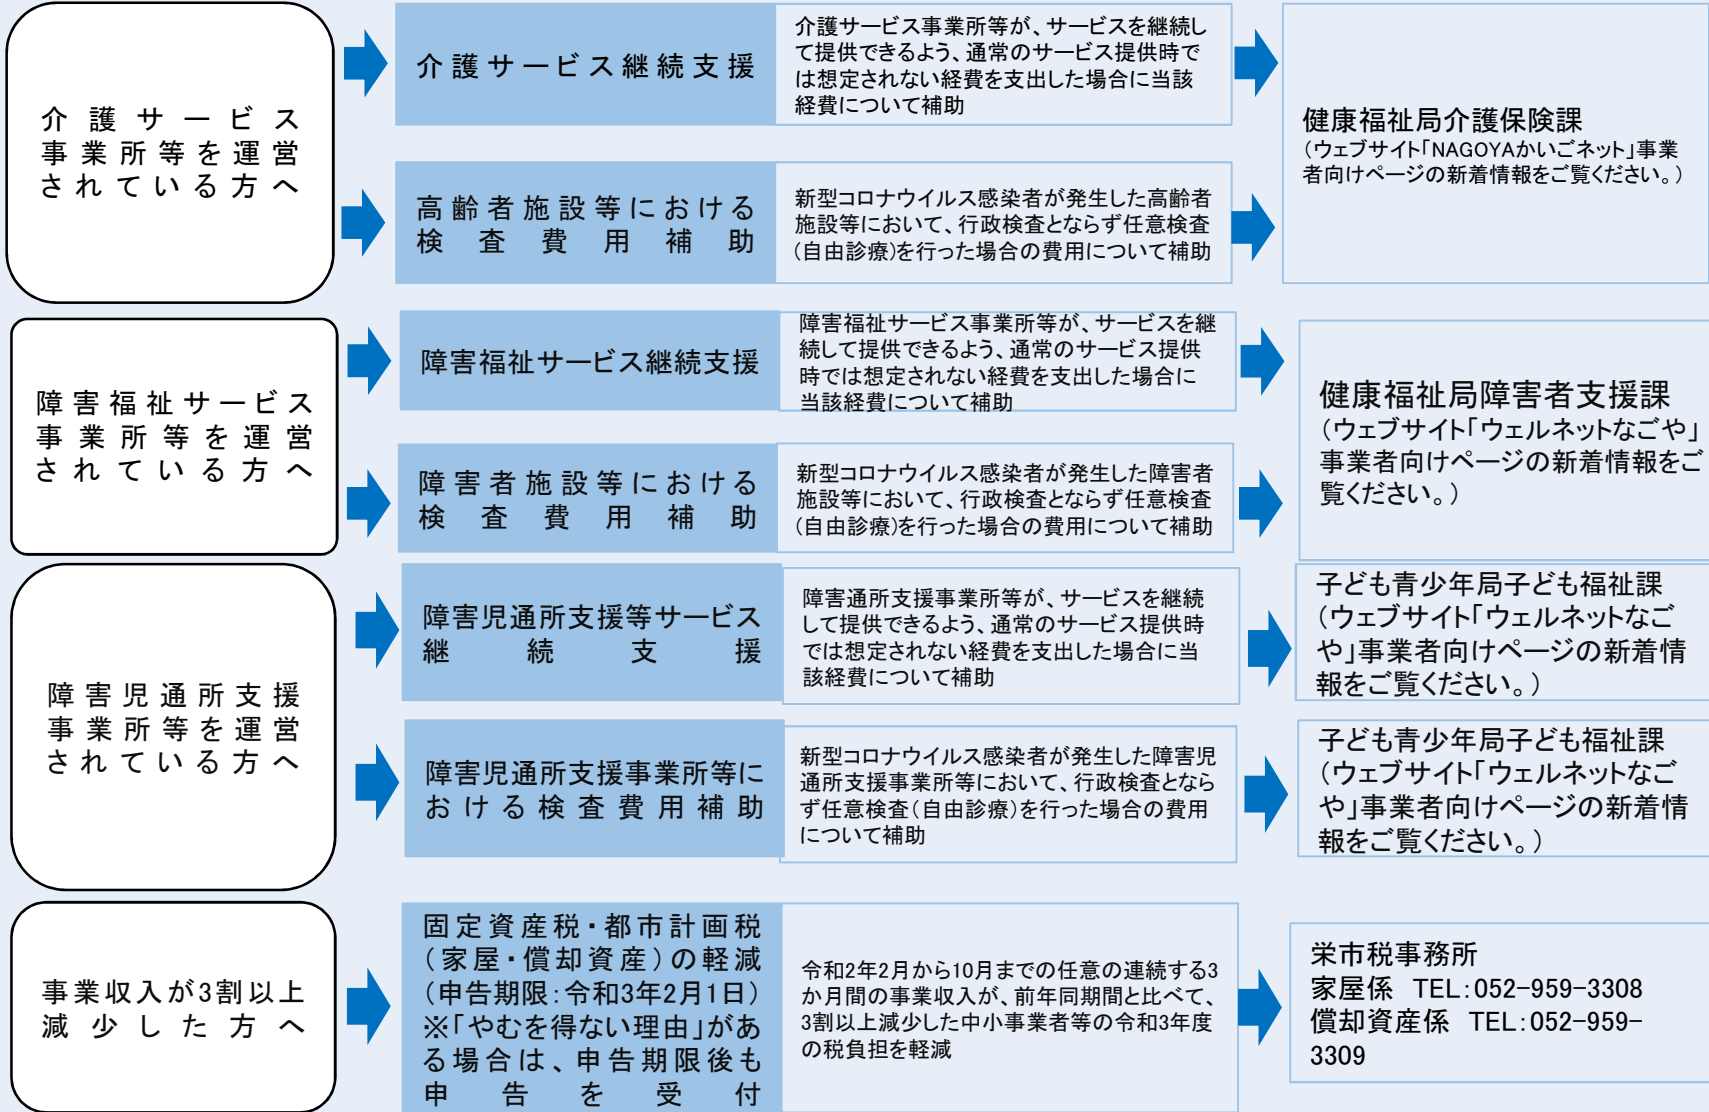 介護サービス
事業所等を運営
されている方へ
介護サービス継続支援
介護サービス事業所等が、サービスを継続し
て提供できるよう、通常のサービス提供時で
は想定されない経費を支出した場合に当該
経費について補助
高齢者施設等における
検査費用補助
新型コロナウイルス感染者が発生した高齢者
施設等において、行政検査とならず任意検査
(自由診療)を行った場合の費用について補助
健康福祉局介護保険課
(ウェブサイト「NAGOYAかいごネット」事業
者向けページの新着情報をご覧ください。)
障害福祉サービス
事業所等を運営
されている方へ
障害福祉サービス継続支援
障害福祉サービス事業所等が、サービスを継
続して提供できるよう、通常のサービス提供
時では想定されない経費を支出した場合に
当該経費について補助
障害者施設等における
検査費用補助
新型コロナウイルス感染者が発生した障害者
施設等において、行政検査とならず任意検査
(自由診療)を行った場合の費用について補助
健康福祉局障害者支援課
(ウェブサイト「ウェルネットなごや」
事業者向けページの新着情報をご
覧ください。)
障害児通所支援
事業所等を運営
されている方へ
障害児通所支援等サービス
継続支援
障害通所支援事業所等が、サービスを継続
して提供できるよう、通常のサービス提供時
では想定されない経費を支出した場合に当
該経費について補助
子ども青少年局子ども福祉課
(ウェブサイト「ウェルネットなご
や」事業者向けページの新着情
報をご覧ください。)
障害児通所支援事業所等に
おける検査費用補助
新型コロナウイルス感染者が発生した障害児
通所支援事業所等において、行政検査となら
ず任意検査(自由診療)を行った場合の費用
について補助
子ども青少年局子ども福祉課
(ウェブサイト「ウェルネットなご
や」事業者向けページの新着情
報をご覧ください。)
事業収入が3割以上
減少した方へ
固定資産税・都市計画税
(家屋・償却資産)の軽減
(申告期限:令和3年2月1日)
※「やむを得ない理由」があ
る場合は、申告期限後も
申告を受付
令和2年2月から10月までの任意の連続する3
か月間の事業収入が、前年同期間と比べて、
3割以上減少した中小事業者等の令和3年度
の税負担を軽減
栄市税事務所
家屋係 TEL:052-959-3308
償却資産係 TEL:052-959-
3309